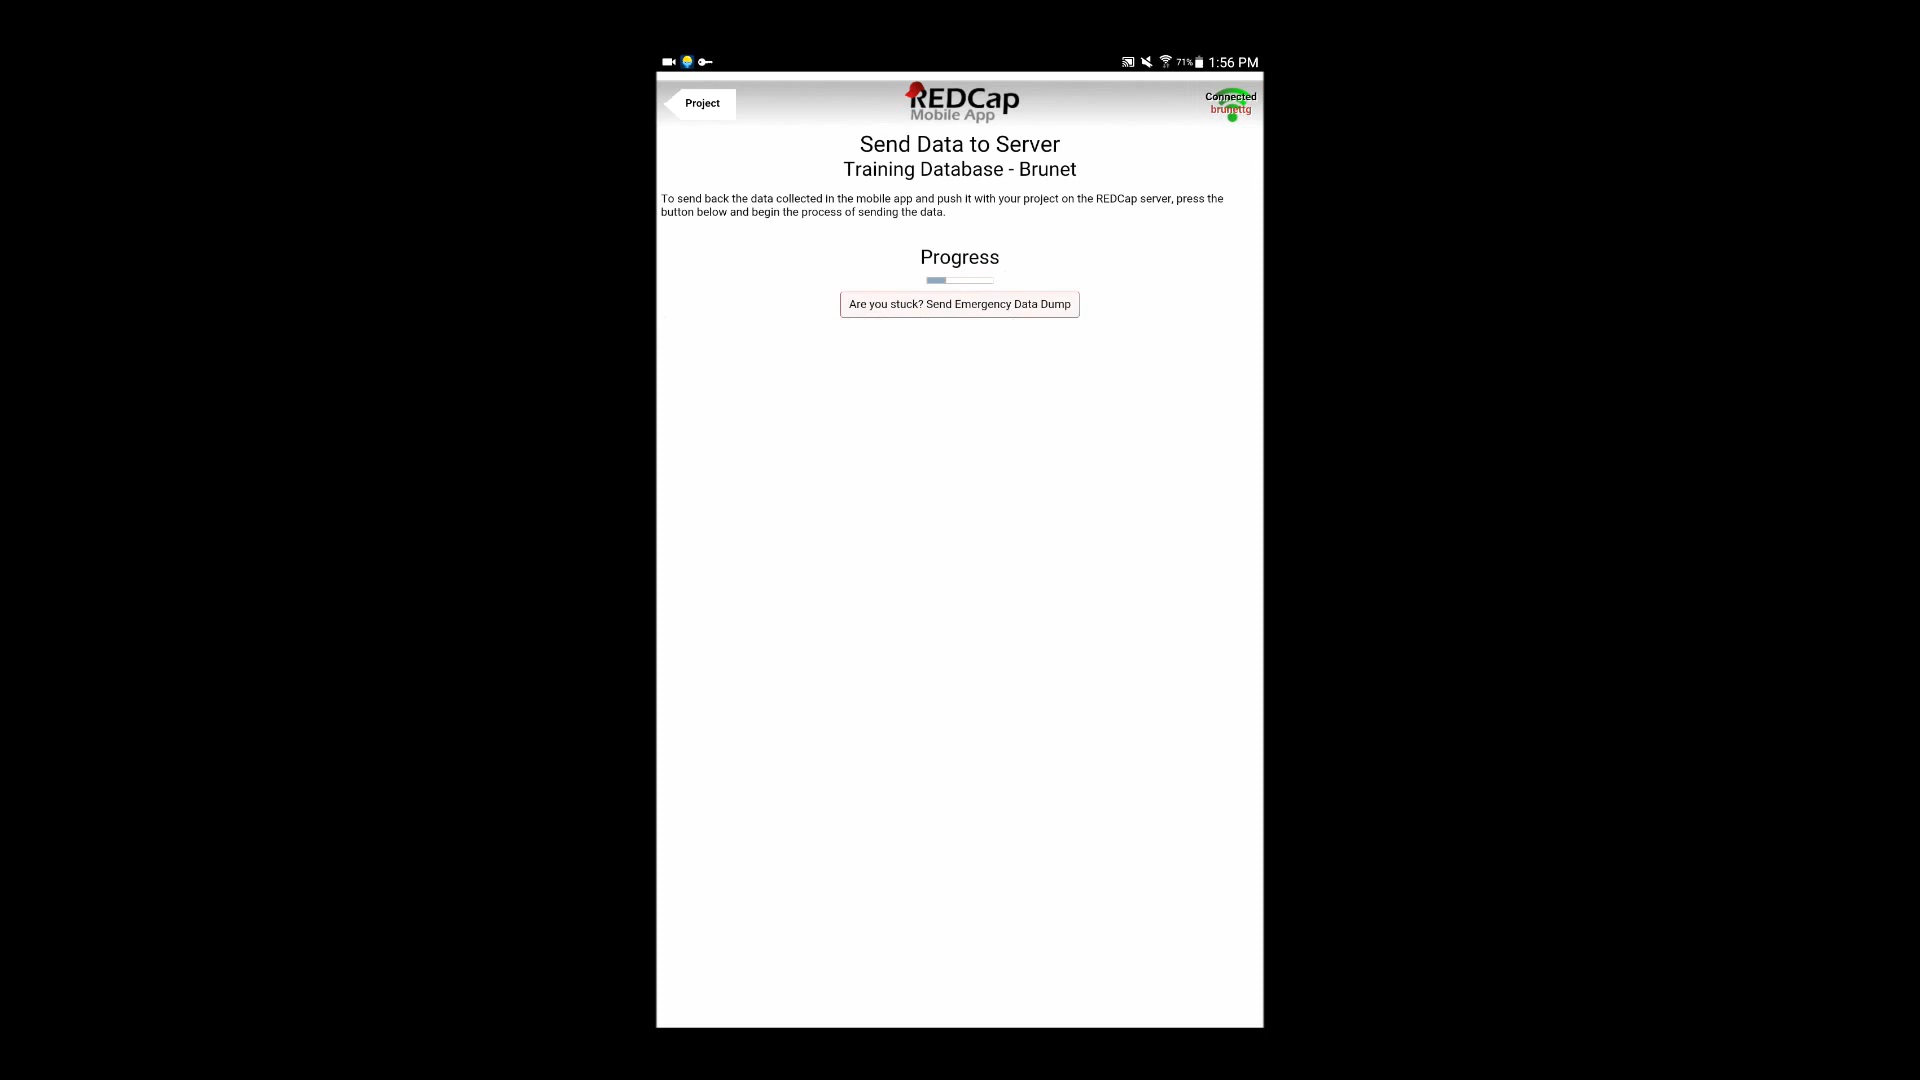 71% 1:56 PM
Project
REDCap
Mobile App
Connected
brunettg
Send Data to Server
Training Database - Brunet
To send back the data collected in the mobile app and push it with your project on the REDCap server, press the
button below and begin the process of sending the data.
Progress
Are you stuck? Send Emergency Data Dump